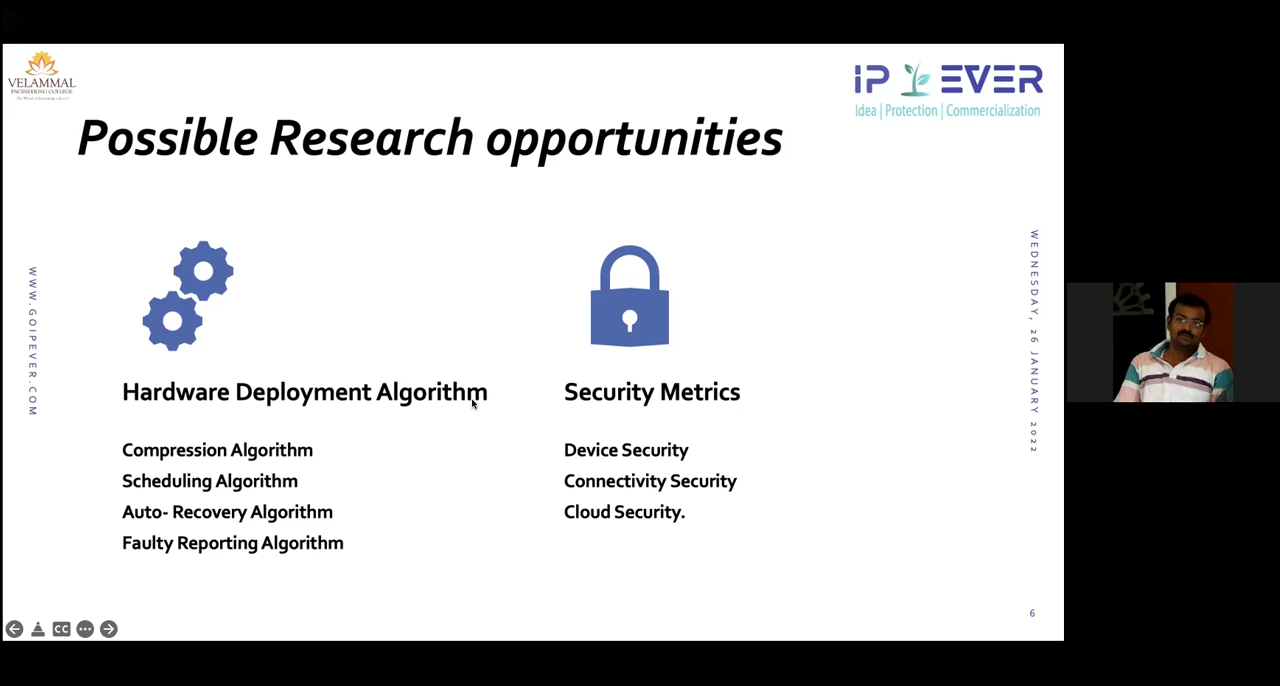 VELAMMAL
ENGINEERING COLLEGE
IP EVER
Idea | Protection | Commercialization
Possible Research opportunities
WWW.GOIPEVER.COM
WEDNESDAY, 26 JANUARY 2022
Hardware Deployment Algorithm
Compression Algorithm
Scheduling Algorithm
Auto- Recovery Algorithm
Faulty Reporting Algorithm
Security Metrics
Device Security
Connectivity Security
Cloud Security.
6
CC